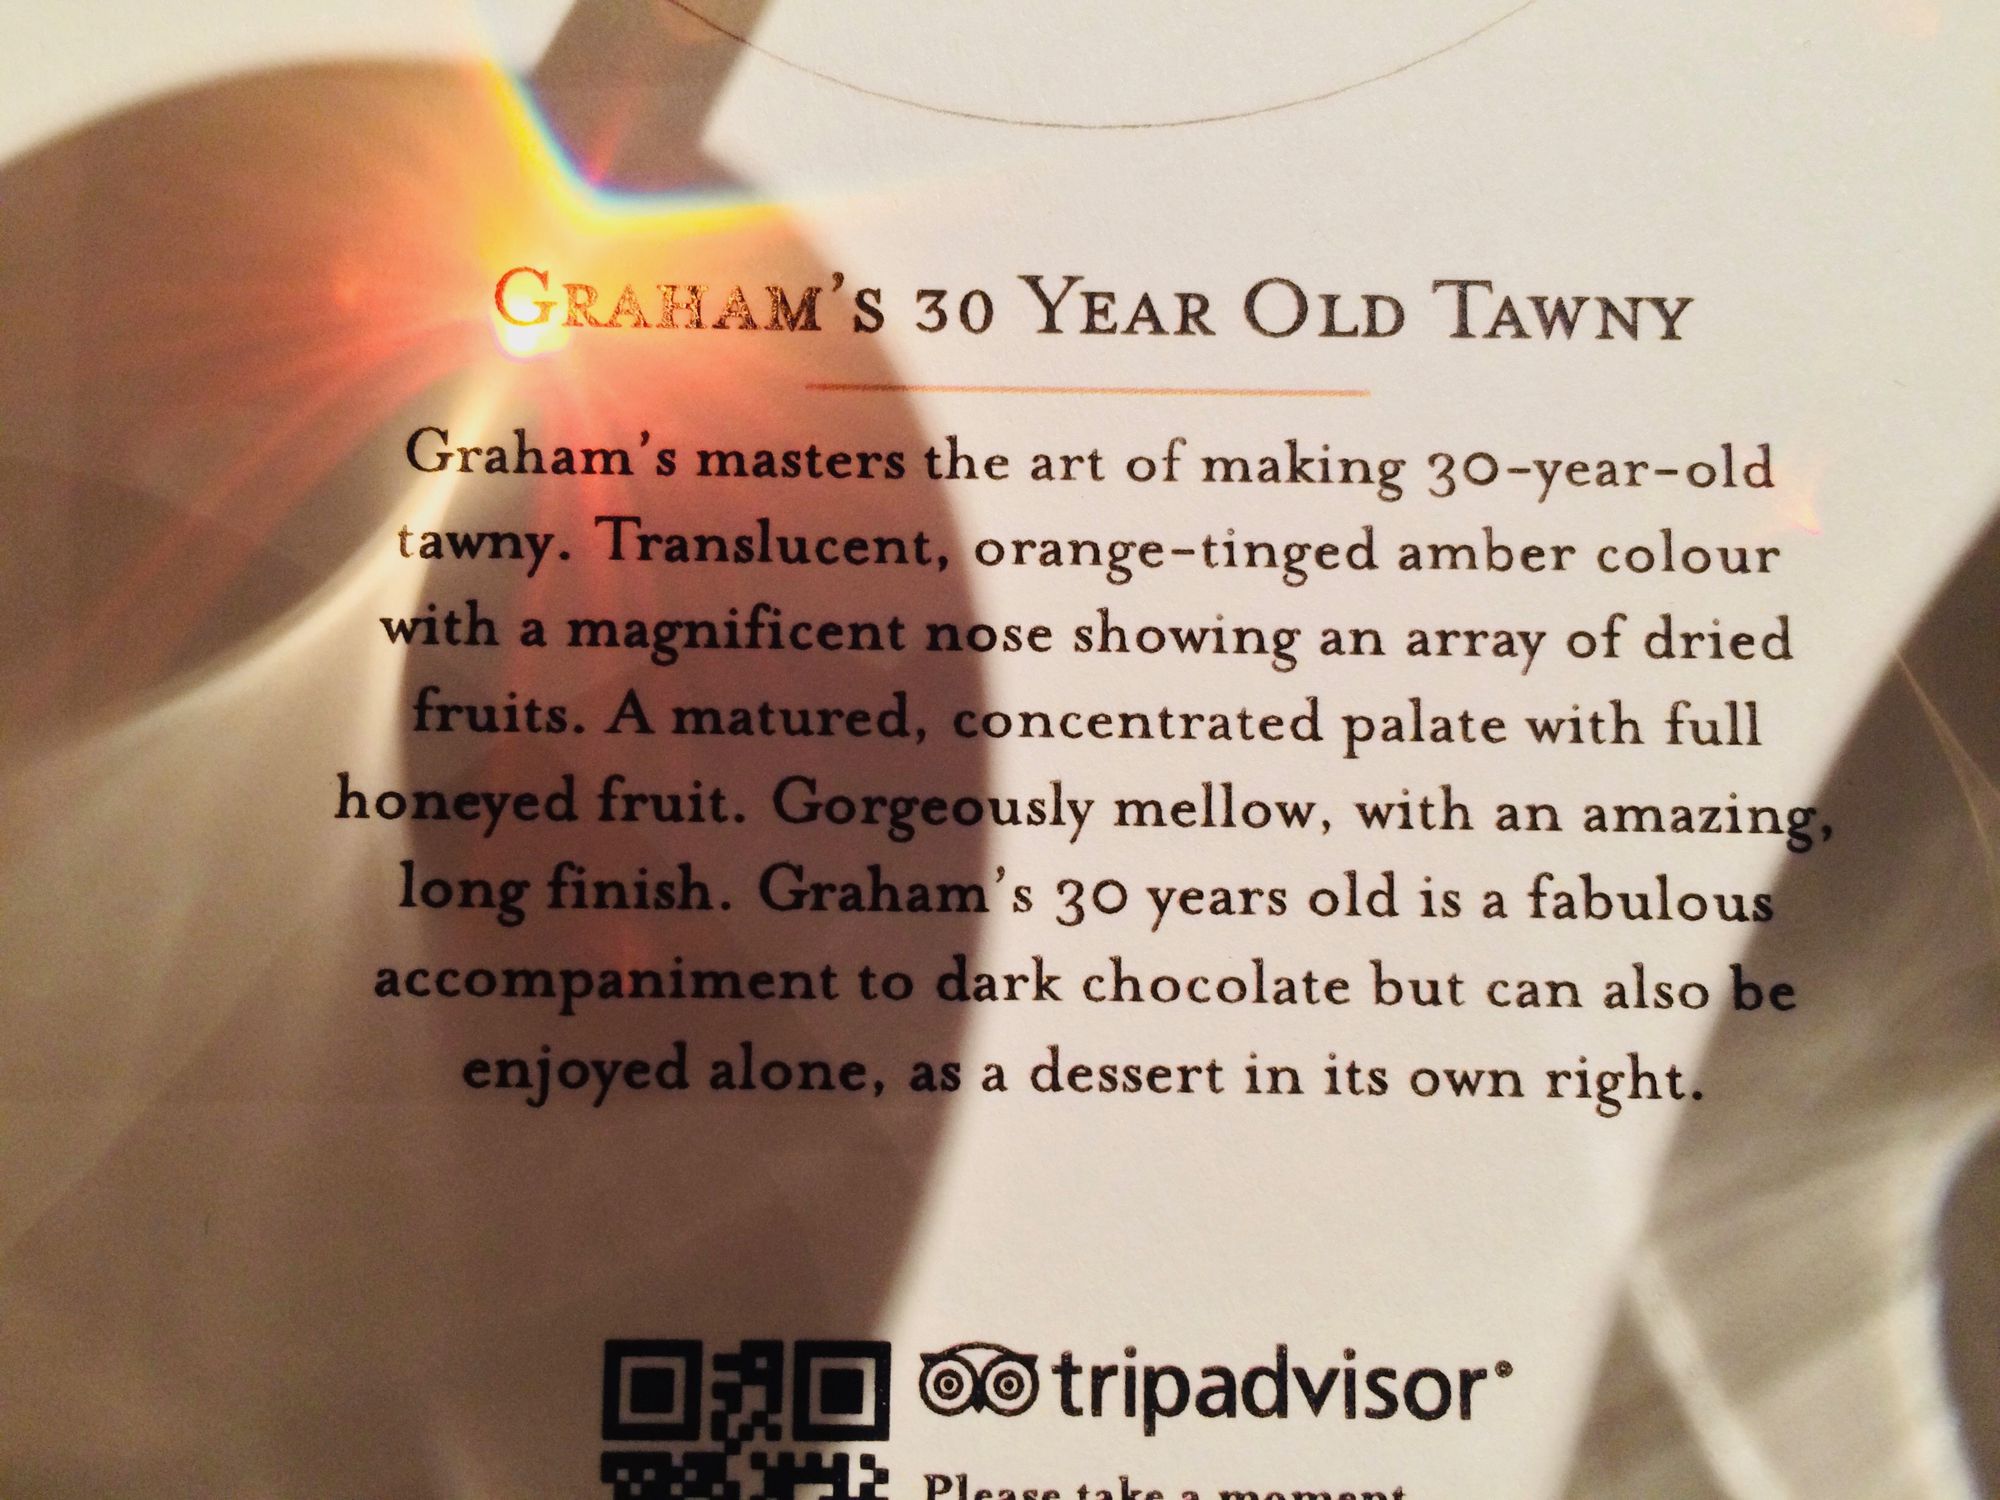 Graham's 30 Year Old Tawny
Graham's masters the art of making 30-year-old
tawny. Translucent, orange-tinged amber colour
with a magnificent nose showing an array of dried
fruits. A matured, concentrated palate with full
honeyed fruit. Gorgeously mellow, with an amazing,
long finish. Graham's 30 years old is a fabulous
accompaniment to dark chocolate but can also be
enjoyed alone, as a dessert in its own right.
tripadvisor®
Please take a moment